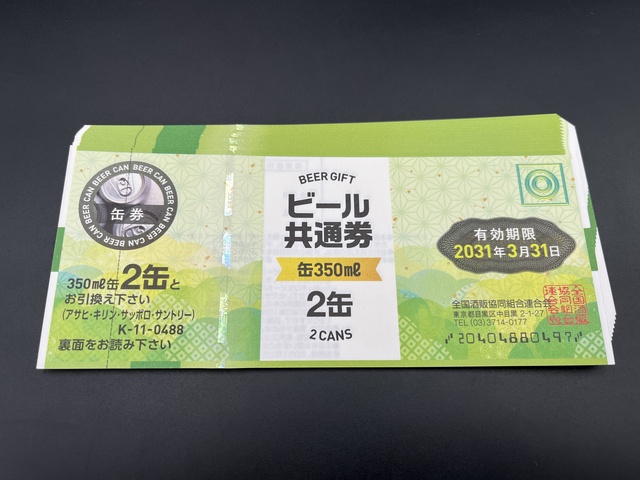 BEER CAN BEER CAN BEER CAN BEER CAN BEER CAN
缶券
350㎖缶2缶と
お引換え下さい
(アサヒ・キリン・サッポロ・サントリー)
K-11-0488
裏面をお読み下さい
BEER GIFT
ビール
共通券
缶350㎖
2缶
2 CANS
有効期限
2031年3月31日
全国酒販協同組合連合会
東京都目黒区中目黒2-1-27
TEL (03)3714-0177
2040488049?